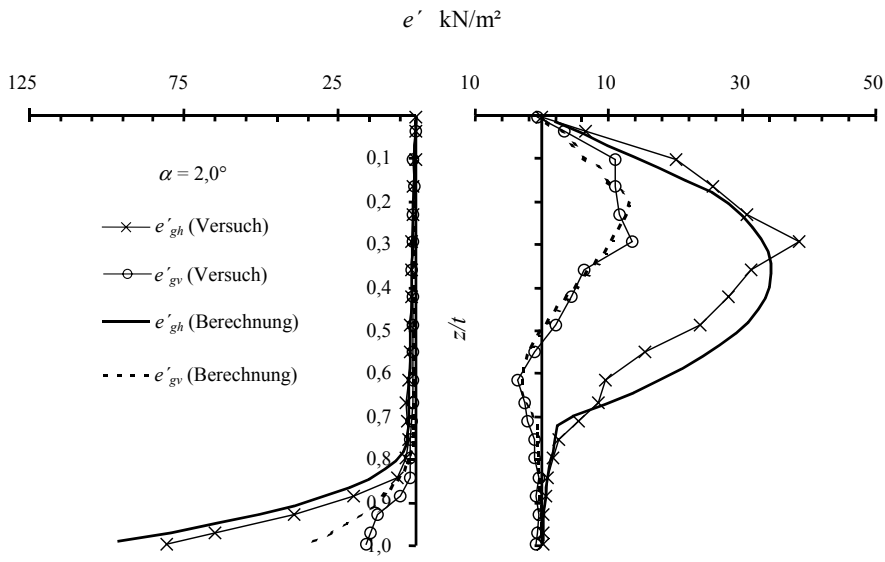 e´ kN/m²
125 75 25 10 10 30 50
α = 2,0°
e´gh (Versuch)
e´gv (Versuch)
e´gh (Berechnung)
e´gv (Berechnung)
0,1
0,2
0,3
0,4
0,5
0,6
0,7
0,8
0,9
1,0
z/t